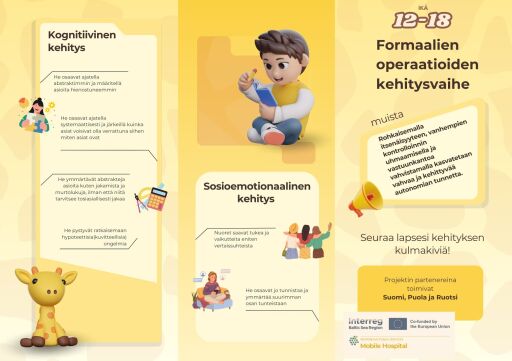 Kognitiivinen
kehitys
He osaavat ajatella
abstraktimmin ja määritellä
asioita hienostuneemmin
He osaavat ajatella
systemaattisesti ja järkeillä kuinka
asiat voisivat olla verrattuna siihen
miten asiat ovat
He ymmärtävät abstrakteja
asioita kuten jakamista ja
murtolukuja, ilman että niitä
tarvitsee tosiasiallisesti jakaa
He pystyvät ratkaisemaan
hypoteettisia(kuvitteellisia)
ongelmia
Sosioemotionaalinen
kehitys
Nuoret saavat tukea ja
vaikutteita eniten
vertaissuhteista
He osaavat jo tunnistaa ja
ymmärtää suurimman
osan tunteistaan
IKÄ
12-18
Formaalien
operaatioiden
kehitysvaihe
muista
Rohkaisemalla
itsenäisyyteen, vanhempien
kontrolloinnin
uhmaamisella ja
vastuunkantoa
vahvistamalla kasvatetaan
vahvaa ja kehittyvää
autonomian tunnetta.
Seuraa lapsesi kehityksen
kulmakiviä!
Projektin partenereina
toimivat
Suomi, Puola ja Ruotsi
Interreg
Baltic Sea Region
Co-funded by
the European Union
Mobile Hospital